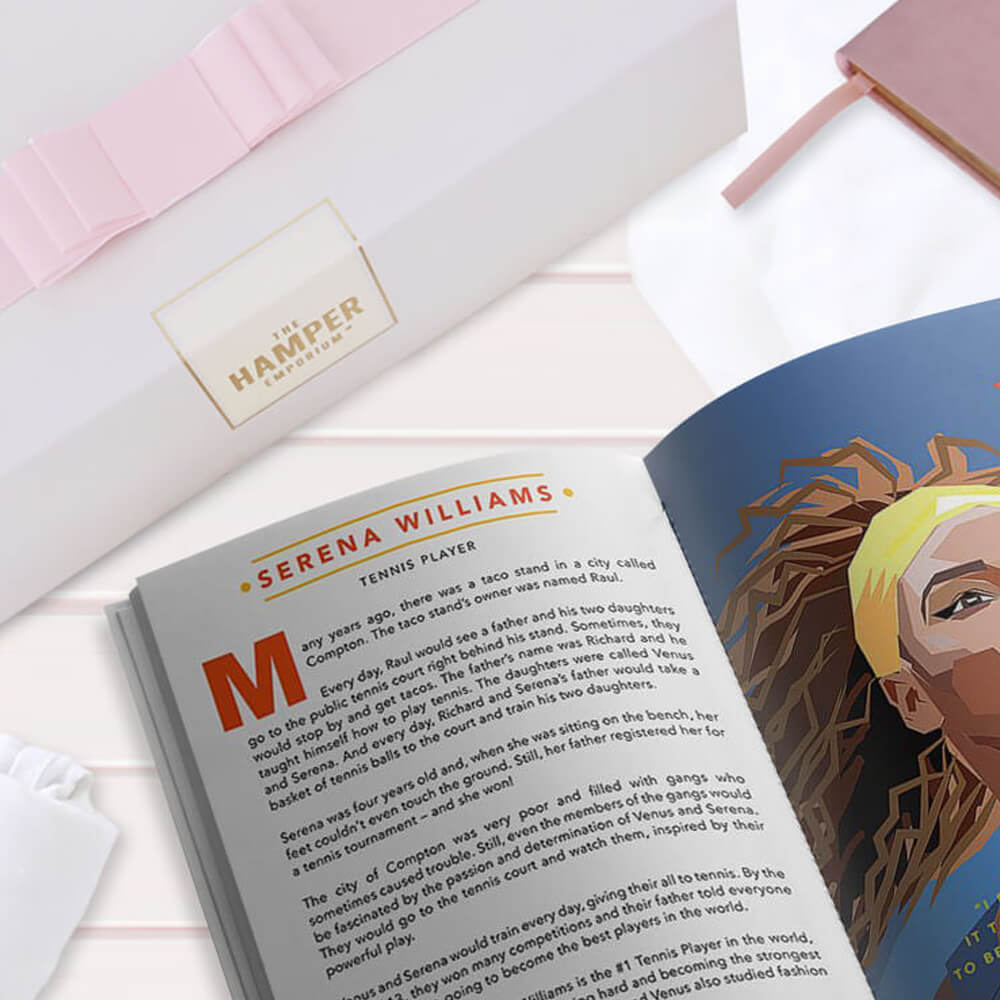 THE
HAMPER
EMPORIUM™
SERENA WILLIAMS
TENNIS PLAYER
Many years ago, there was a taco stand in a city called
Compton. The taco stand's owner was named Raul.
Every day, Raul would see a father and his two daughters
go to the public tennis court right behind his stand. Sometimes, they
would stop by and get tacos. The father's name was Richard and he
taught himself how to play tennis. The daughters were called Venus
and Serena. And every day, Richard and Serena's father would take a
basket of tennis balls to the court and train his two daughters.
Serena was four years old and, when she was sitting on the bench, her
feet couldn't even touch the ground. Still, her father registered her for
a tennis tournament – and she won!
The city of Compton was very poor and filled with gangs who
sometimes caused trouble. Still, even the members of the gangs would
be fascinated by the passion and determination of Venus and Serena.
They would go to the tennis court and watch them, inspired by their
powerful play.
and Serena would train every day, giving their all to tennis. By the
they won many competitions and their father told everyone
going to become the best players in the world.
Williams is the #1 Tennis Player in the world,
hard and becoming the strongest
and Venus also studied fashion
"I
IT
TO BE